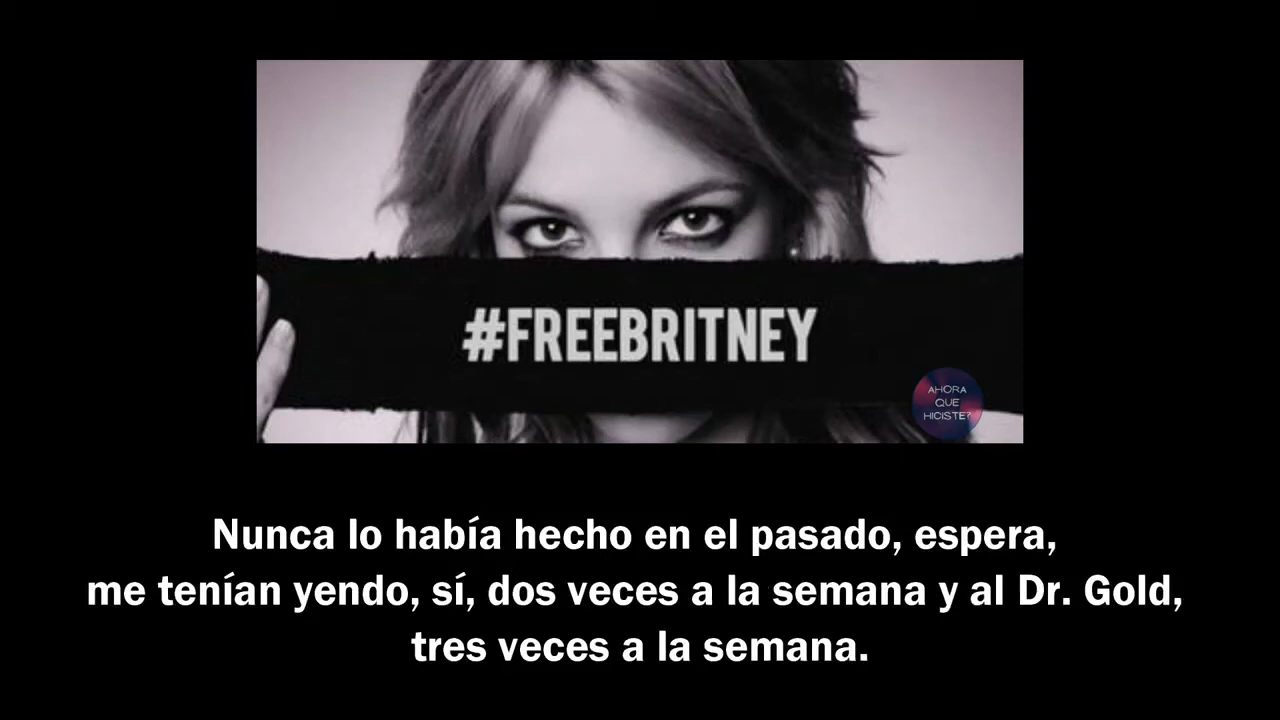 #FREEBRITNEY
AHORA
QUE
HICISTE?
Nunca lo había hecho en el pasado, espera,
me tenían yendo, sí, dos veces a la semana y al Dr. Gold,
tres veces a la semana.